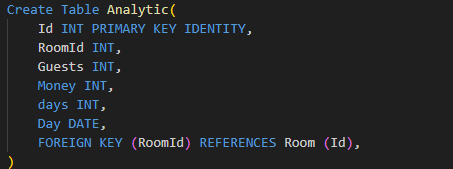 Create Table Analytic(
Id INT PRIMARY KEY IDENTITY,
RoomId INT,
Guests INT,
Money INT,
days INT,
Day DATE,
FOREIGN KEY (RoomId) REFERENCES Room (Id),
)